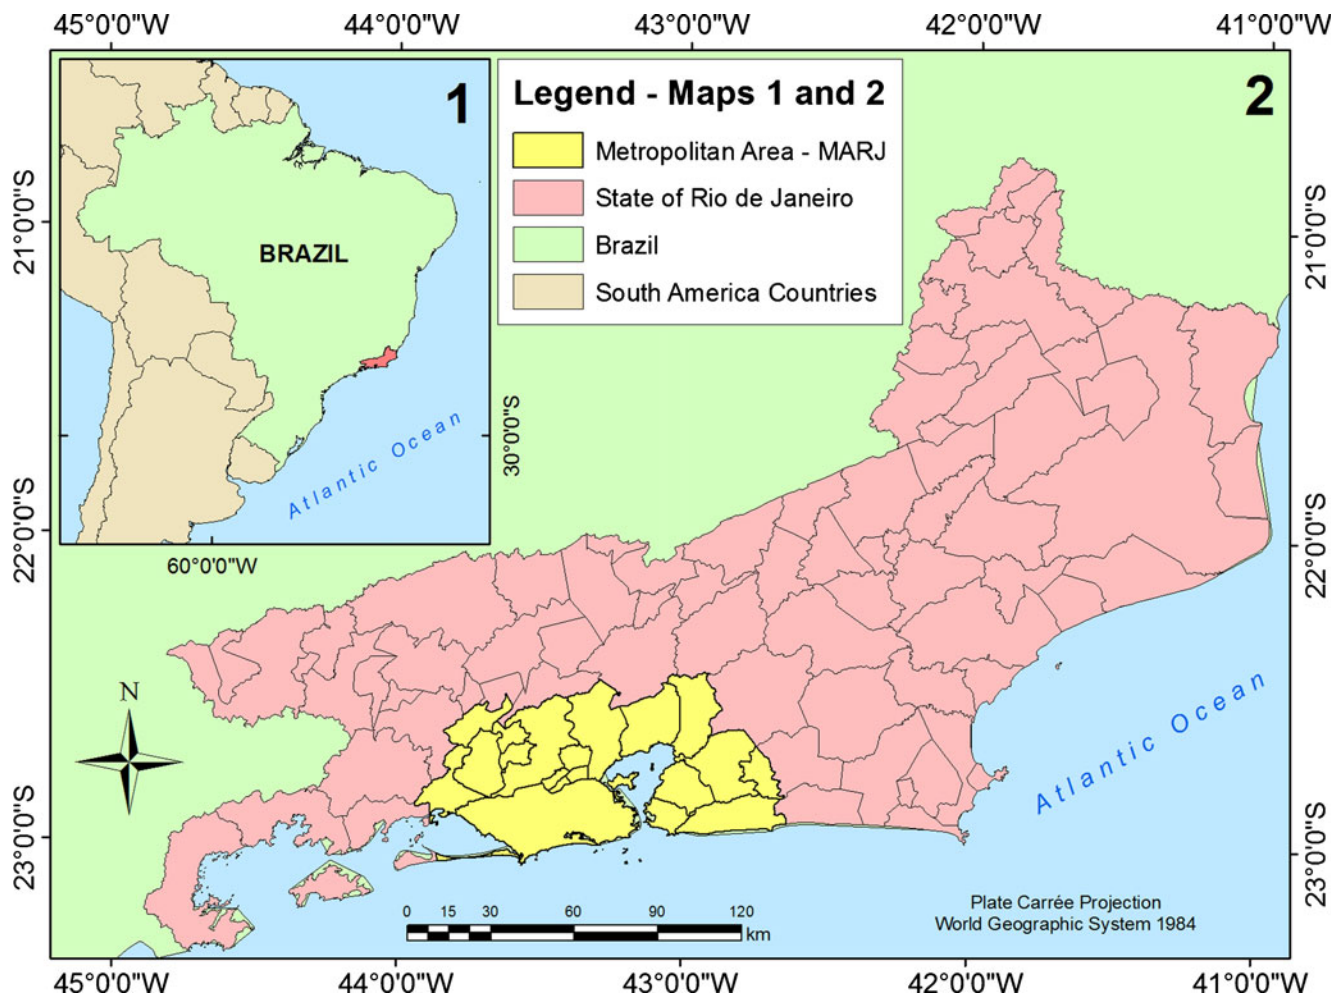 45°0'0"W 44°0'0"W 43°0'0"W 42°0'0"W 41°0'0"W
1
BRAZIL
Atlantic Ocean
30°0'0"S
60°0'0"W
Legend - Maps 1 and 2
Metropolitan Area - MARJ
State of Rio de Janeiro
Brazil
South America Countries
2
21°0'0"S
21°0'0"S
22°0'0"S
22°0'0"S
23°0'0"S
23°0'0"S
N
Atlantic Ocean
0 15 30 60 90 120
km
Plate Carrée Projection
World Geographic System 1984
45°0'0"W 44°0'0"W 43°0'0"W 42°0'0"W 41°0'0"W